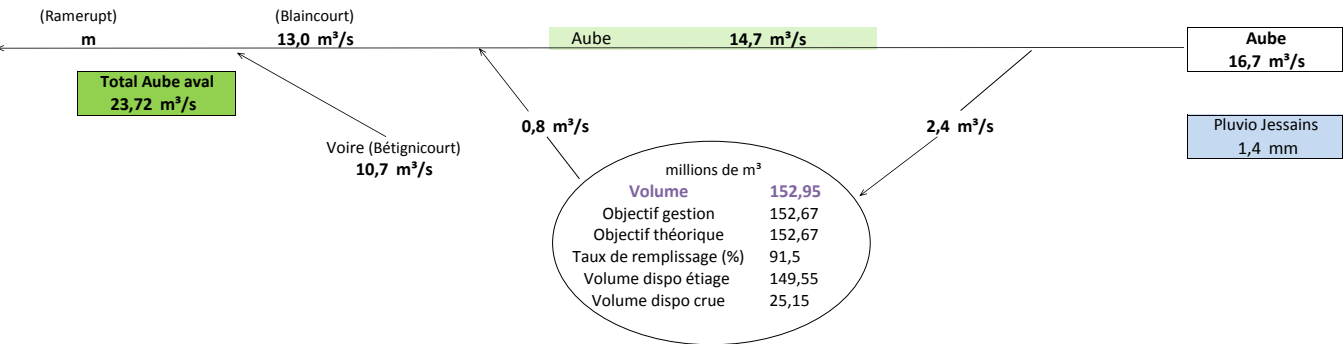 (Ramerupt) (Blaincourt)
m 13,0 m³/s Aube 14,7 m³/s Aube
16,7 m³/s
Total Aube aval
23,72 m³/s
0,8 m³/s 2,4 m³/s
Pluvio Jessains
1,4 mm
Voire (Bétignicourt)
10,7 m³/s
millions de m³
Volume 152,95
Objectif gestion 152,67
Objectif théorique 152,67
Taux de remplissage (%) 91,5
Volume dispo étiage 149,55
Volume dispo crue 25,15